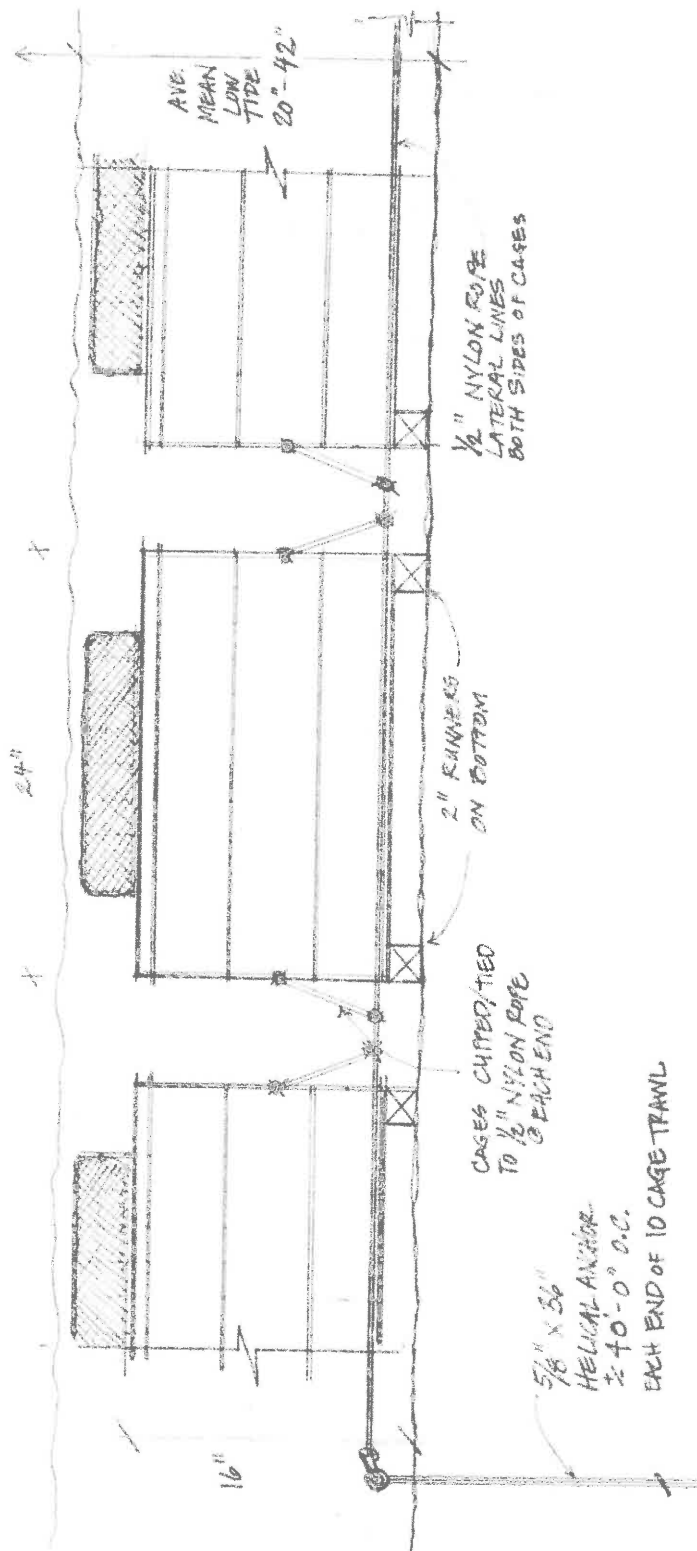 16"
24"
AVE.
MEAN
LOW
TIDE
20"-42"
5/8" X 36"
HELICAL ANCHOR
± 40'-0" O.C.
EACH END OF 10 CAGE TRAWL
CAGES CLIPPED/TIED
TO 1/2" NYLON ROPE
@ EACH END
2" RUNNERS
ON BOTTOM
1/2" NYLON ROPE
LATERAL LINES
BOTH SIDES OF CAGES